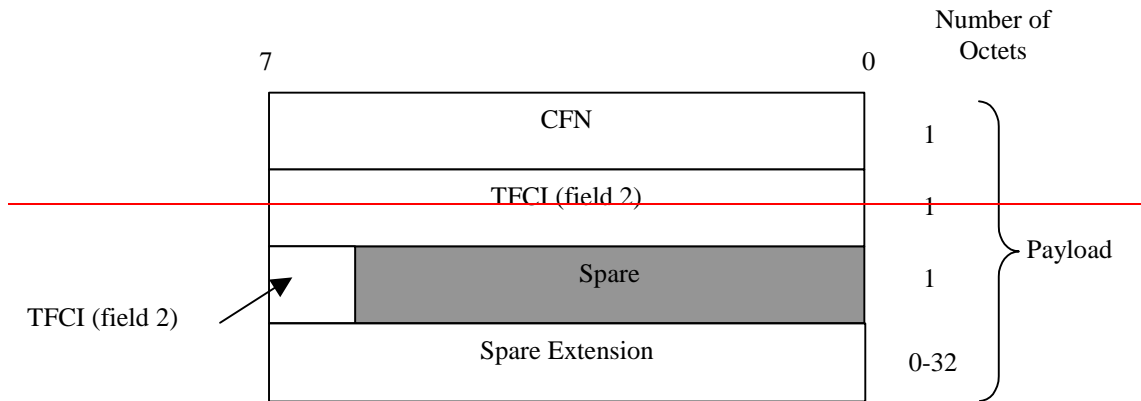 Number of
Octets
7
0
CFN
1
TFCI (field 2)
1
Payload
Spare
1
TFCI (field 2)
Spare Extension
0-32